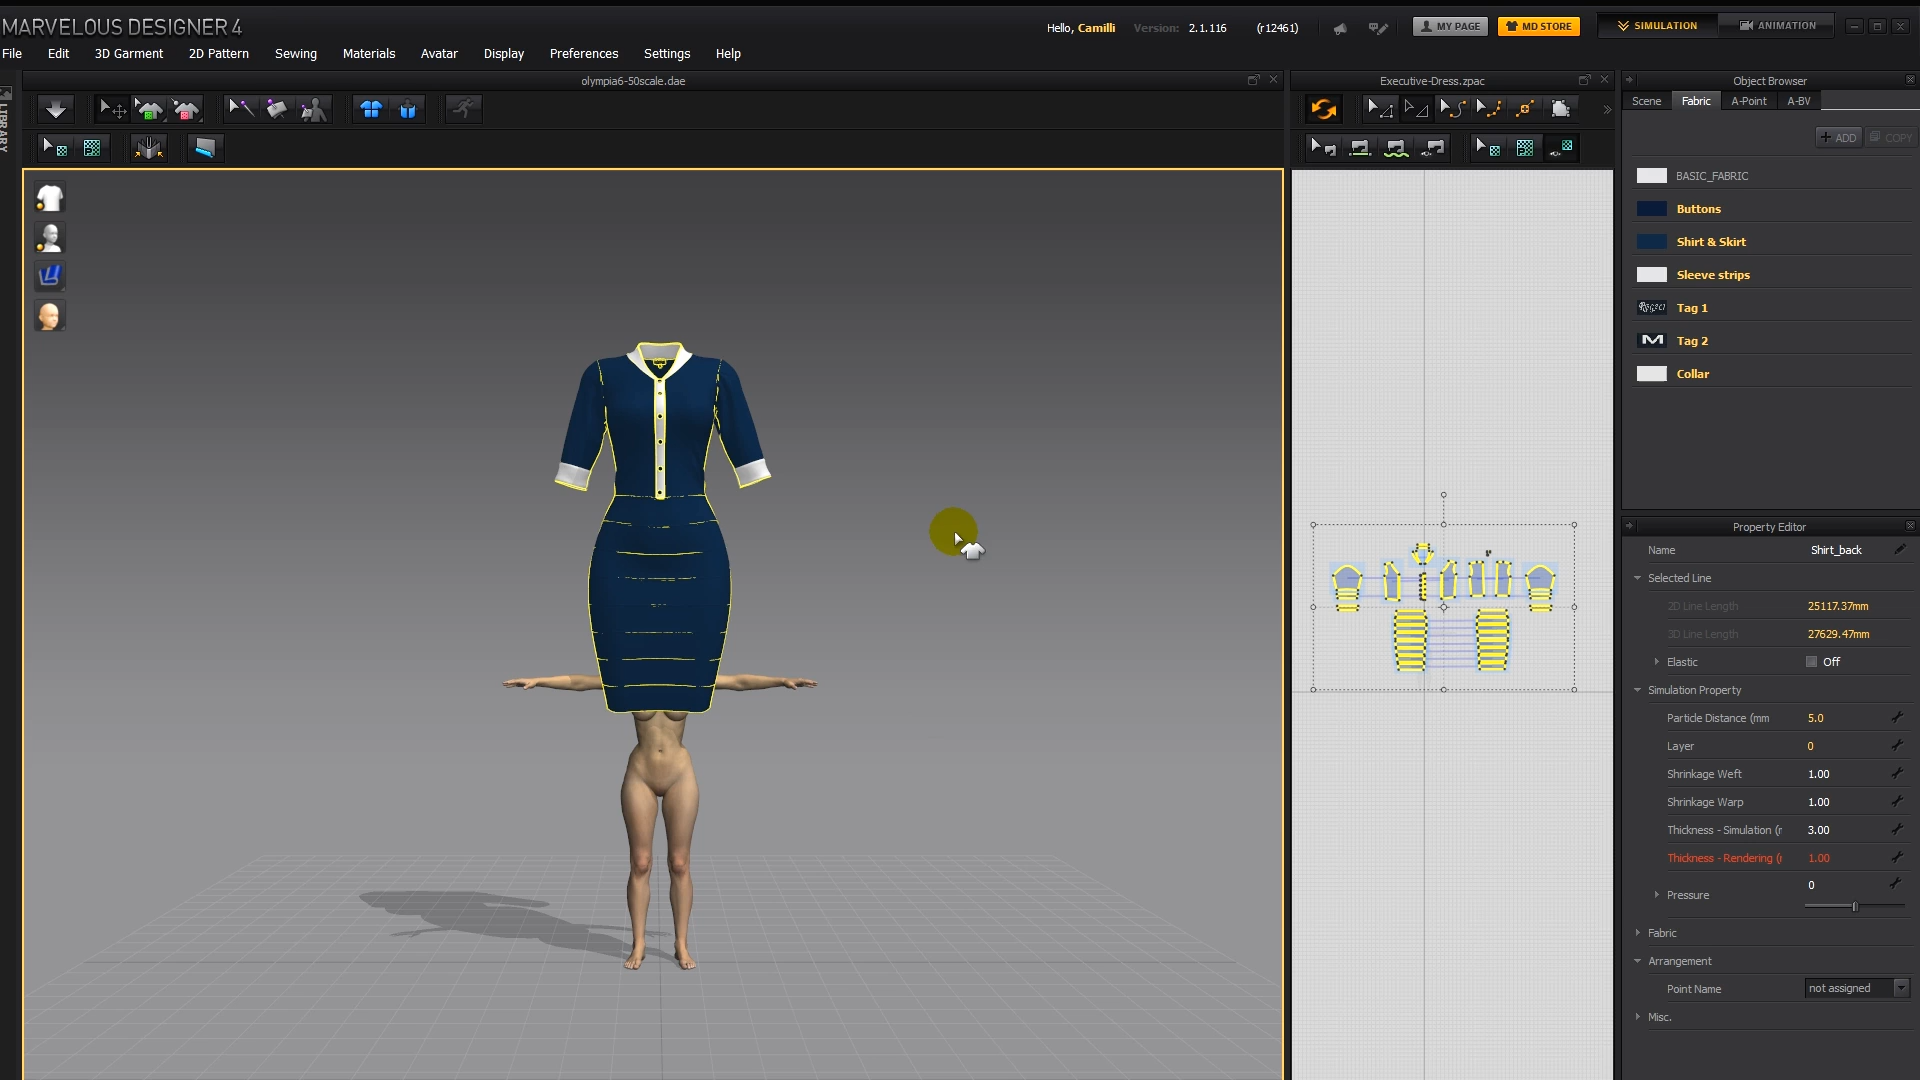 MARVELOUS DESIGNER 4
Hello, Camilli Version: 2.1.116 (r12461) MY PAGE MD STORE SIMULATION ANIMATION
File Edit 3D Garment 2D Pattern Sewing Materials Avatar Display Preferences Settings Help
LIBRARY
olympia6-50scale.dae
Executive-Dress.zpac
Object Browser
Scene Fabric A-Point A-BV
+ ADD COPY
BASIC_FABRIC
Buttons
Shirt & Skirt
Sleeve strips
Tag 1
M Tag 2
Collar
Property Editor
Name Shirt_back
Selected Line
2D Line Length 25117.37mm
3D Line Length 27629.47mm
Elastic Off
Simulation Property
Particle Distance (mm 5.0
Layer 0
Shrinkage Weft 1.00
Shrinkage Warp 1.00
Thickness - Simulation (r 3.00
Thickness - Rendering (r 1.00
Pressure 0
Fabric
Arrangement
Point Name not assigned
Misc.